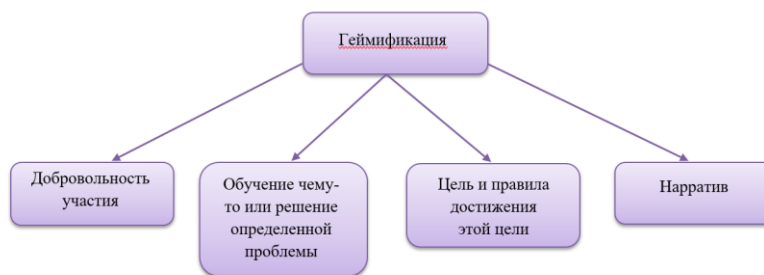 Геймификация
Добровольность
участия
Обучение чему-
то или решение
определенной
проблемы
Цель и правила
достижения
этой цели
Нарратив